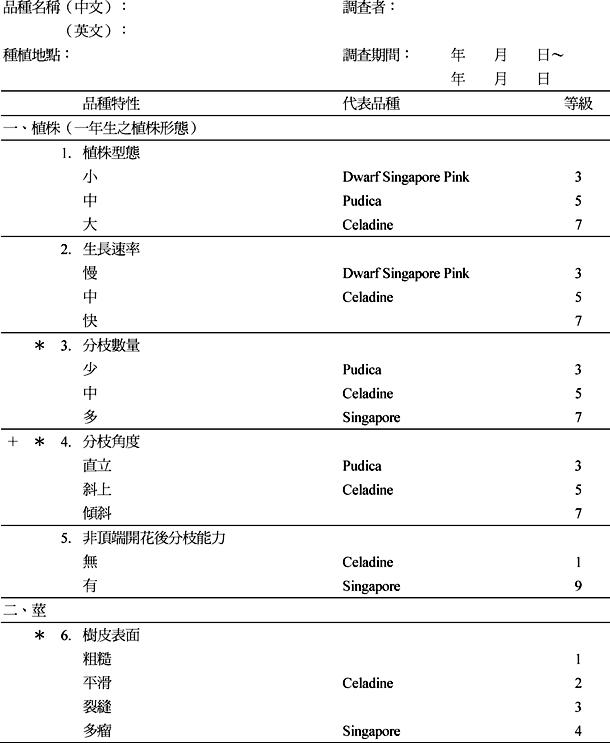 品種名稱(中文): 調查者:
(英文):
種植地點: 調查期間: 年 月 日~
年 月 日
品種特性 代表品種 等級
一、植株(一年生之植株形態)
1. 植株型態
小 Dwarf Singapore Pink 3
中 Pudica 5
大 Celadine 7
2. 生長速率
慢 Dwarf Singapore Pink 3
中 Celadine 5
快 7
* 3. 分枝數量
少 Pudica 3
中 Celadine 5
多 Singapore 7
+ * 4. 分枝角度
直立 Pudica 3
斜上 Celadine 5
傾斜 7
5. 非頂端開花後分枝能力
無 Celadine 1
有 Singapore 9
二、莖
* 6. 樹皮表面
粗糙 1
平滑 Celadine 2
裂縫 3
多瘤 Singapore 4